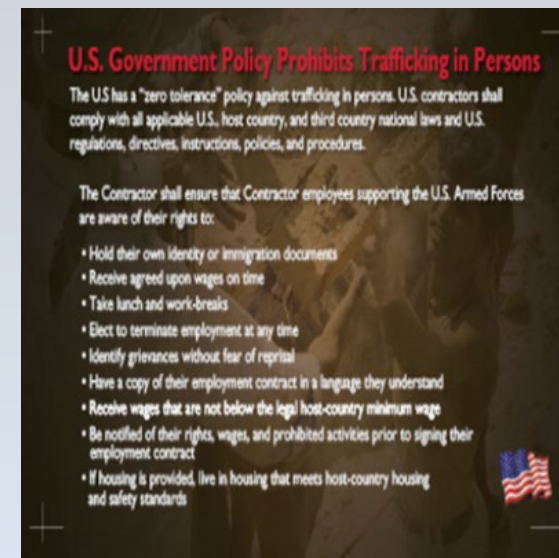 U.S. Government Policy Prohibits Trafficking in Persons
The U.S has a "zero tolerance" policy against trafficking in persons. U.S. contractors shall
comply with all applicable U.S., host country, and third country national laws and U.S.
regulations, directives, instructions, policies, and procedures.
The Contractor shall ensure that Contractor employees supporting the U.S. Armed Forces
are aware of their rights to:
• Hold their own identity or immigration documents
• Receive agreed upon wages on time
• Take lunch and work-breaks
• Elect to terminate employment at any time
• Identify grievances without fear of reprisal
• Have a copy of their employment contract in a language they understand
• Receive wages that are not below the legal host-country minimum wage
• Be notified of their rights, wages, and prohibited activities prior to signing their
employment contract
• If housing is provided, live in housing that meets host-country housing
and safety standards